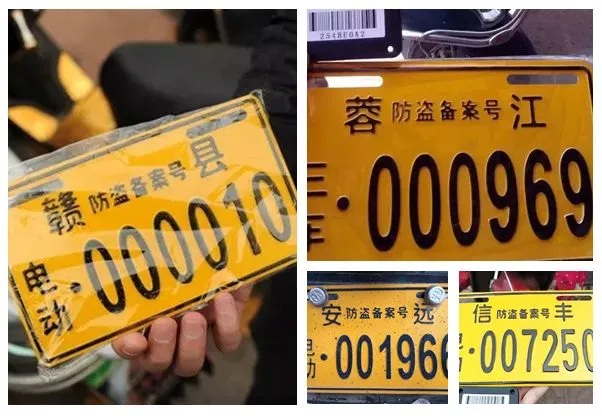 赣 防盗备案号 县
电动·000010
254BE0A2
蓉 防盗备案号 江
·000969
安 防盗备案号 远
电动·001966
信 防盗备案号 丰
·007250